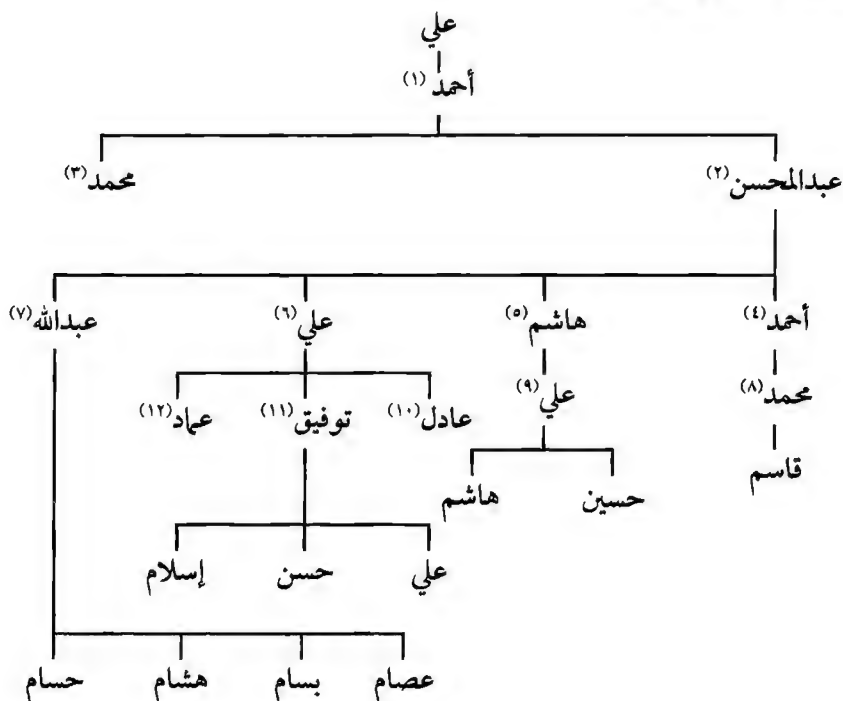 علي
أحمد (١)
عبدالمحسن (٢) محمد (٣)
أحمد (٤) هاشم (٥) علي (٦) عبدالله (٧)
محمد (٨) علي (٩) عادل (١٠) توفيق (١١) عماد (١٢)
قاسم حسين هاشم
علي حسن إسلام
عصام بسام هشام حسام